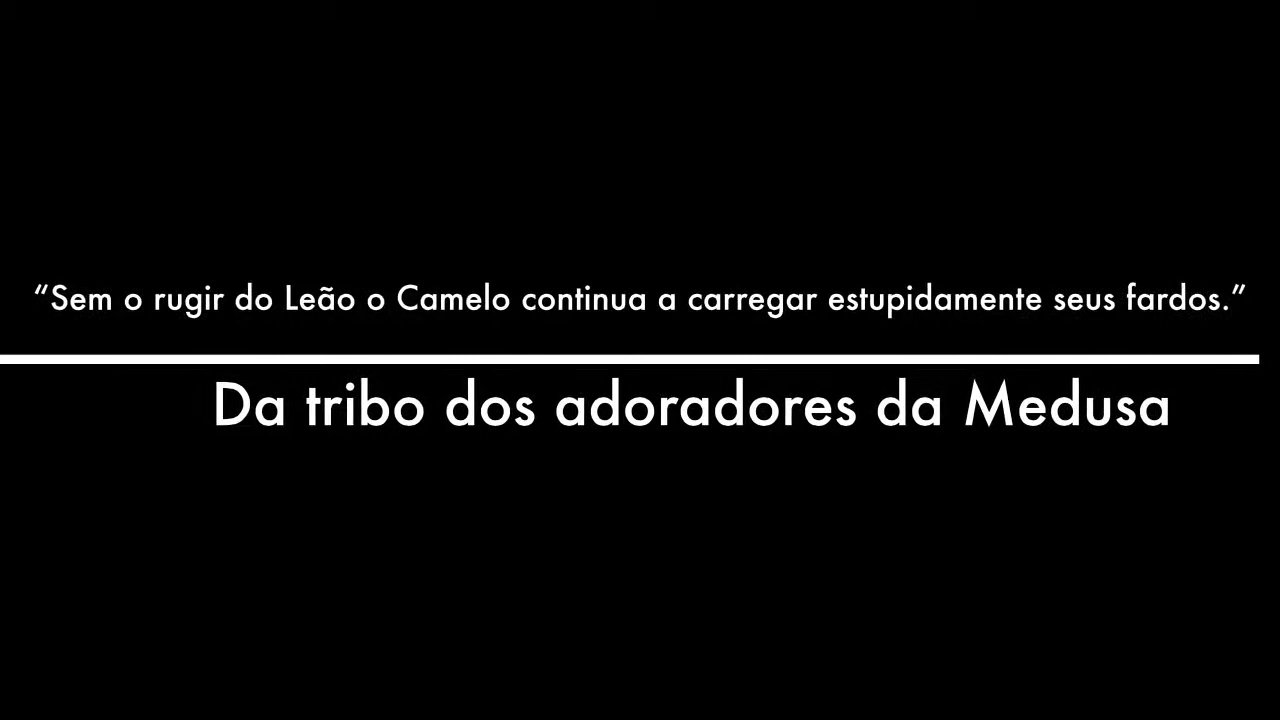 “Sem o rugir do Leão o Camelo continua a carregar estupidamente seus fardos.”
Da tribo dos adoradores da Medusa